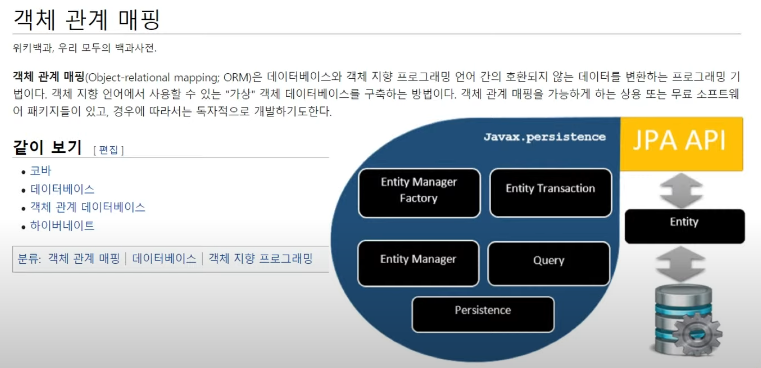 객체 관계 매핑
위키백과, 우리 모두의 백과사전.
객체 관계 매핑(Object-relational mapping; ORM)은 데이터베이스와 객체 지향 프로그래밍 언어 간의 호환되지 않는 데이터를 변환하는 프로그래밍 기
법이다. 객체 지향 언어에서 사용할 수 있는 "가상" 객체 데이터베이스를 구축하는 방법이다. 객체 관계 매핑을 가능하게 하는 상용 또는 무료 소프트웨
어 패키지들이 있고, 경우에 따라서는 독자적으로 개발하기도한다.
같이 보기 [편집]
코바
데이터베이스
객체 관계 데이터베이스
하이버네이트
분류: 객체 관계 매핑 | 데이터베이스 | 객체 지향 프로그래밍
Javax.persistence
JPA API
Entity Manager
Factory
Entity Transaction
Entity
Entity Manager
Query
Persistence